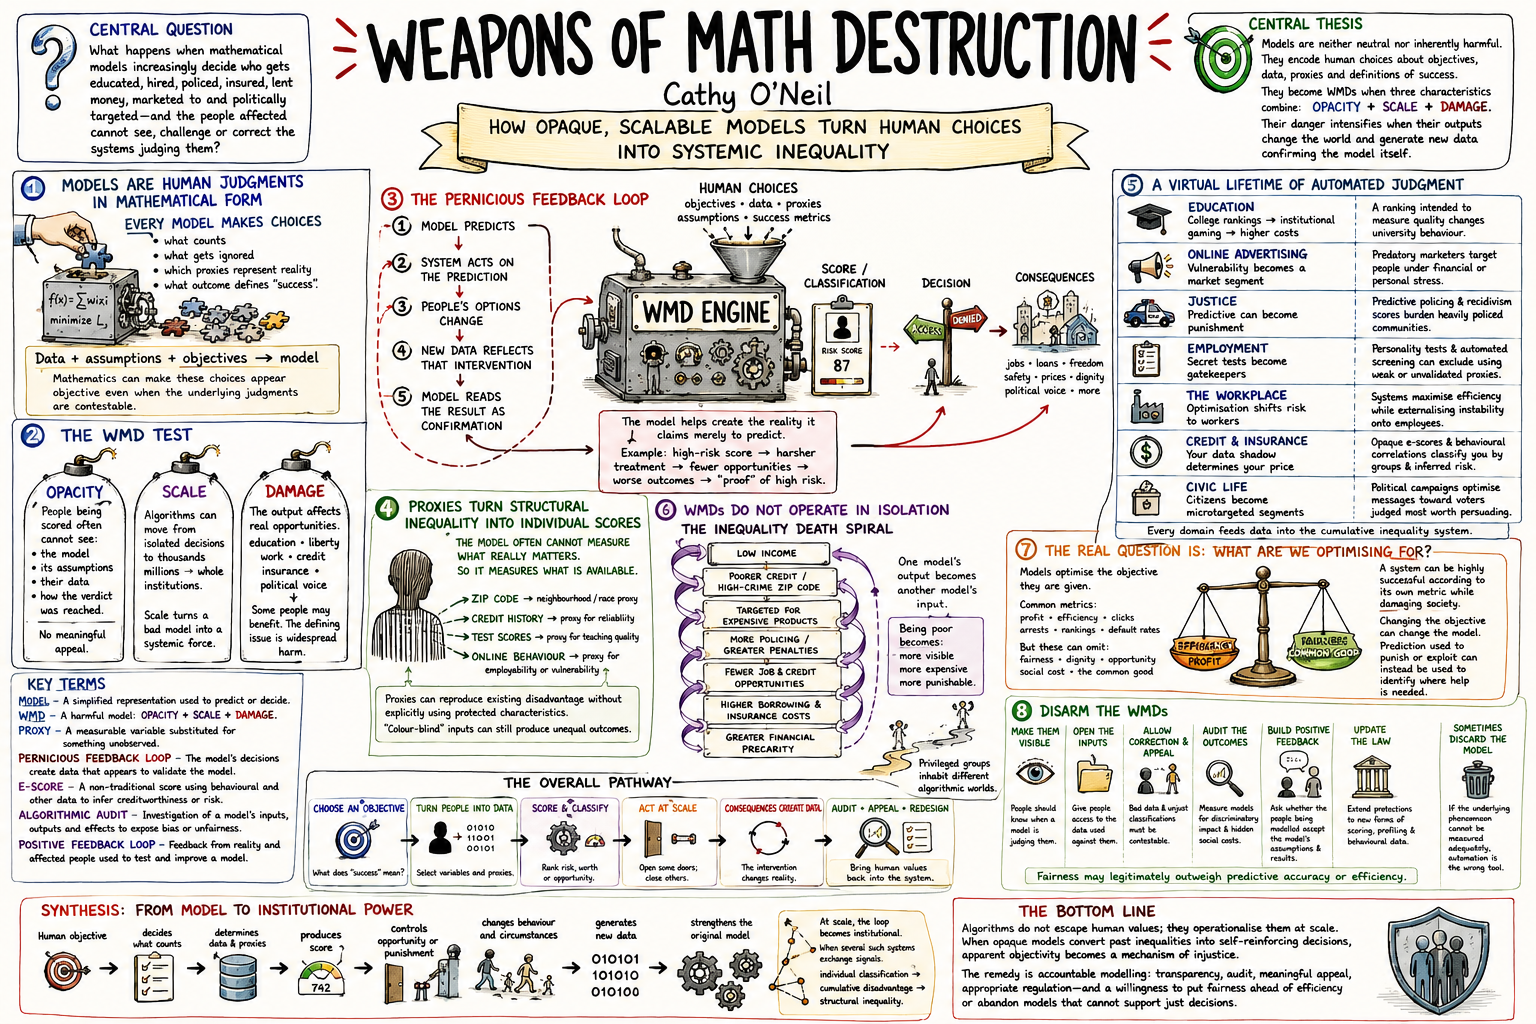 WEAPONS OF MATH DESTRUCTION
Cathy O'Neil
HOW OPAQUE, SCALABLE MODELS TURN HUMAN CHOICES
INTO SYSTEMIC INEQUALITY
?
CENTRAL QUESTION
What happens when mathematical
models increasingly decide who gets
educated, hired, policed, insured, lent
money, marketed to and politically
targeted—and the people affected
cannot see, challenge or correct the
systems judging them?
CENTRAL THESIS
Models are neither neutral nor inherently harmful.
They encode human choices about objectives,
data, proxies and definitions of success.
They become WMDs when three characteristics
combine: OPACITY + SCALE + DAMAGE.
Their danger intensifies when their outputs
change the world and generate new data
confirming the model itself.
1 MODELS ARE HUMAN JUDGMENTS
IN MATHEMATICAL FORM
EVERY MODEL MAKES CHOICES
• what counts
• what gets ignored
• which proxies represent reality
• what outcome defines "success".
f(x)=∑wixi
minimize L
Data + assumptions + objectives → model
Mathematics can make these choices appear
objective even when the underlying judgments
are contestable.
2 THE WMD TEST
OPACITY
People being
scored often
cannot see:
• the model
• its assumptions
• their data
• how the verdict
was reached.
No meaningful
appeal.
SCALE
Algorithms can
move from
isolated decisions
to thousands
millions → whole
institutions.
Scale turns a
bad model into a
systemic force.
DAMAGE
The output affects
real opportunities.
education • liberty
work • credit
insurance •
political voice
Some people may
benefit. The defining
issue is widespread
harm.
KEY TERMS
MODEL – A simplified representation used to predict or decide.
WMD – A harmful model: OPACITY + SCALE + DAMAGE.
PROXY – A measurable variable substituted for
something unobserved.
PERNICIOUS FEEDBACK LOOP – The model's decisions
create data that appears to validate the model.
E-SCORE – A non-traditional score using behavioural and
other data to infer creditworthiness or risk.
ALGORITHMIC AUDIT – Investigation of a model's inputs,
outputs and effects to expose bias or unfairness.
POSITIVE FEEDBACK LOOP – Feedback from reality and
affected people used to test and improve a model.
3 THE PERNICIOUS FEEDBACK LOOP
1 MODEL PREDICTS
2 SYSTEM ACTS ON
THE PREDICTION
3 PEOPLE'S OPTIONS
CHANGE
4 NEW DATA REFLECTS
THAT INTERVENTION
5 MODEL READS
THE RESULT AS
CONFIRMATION
HUMAN CHOICES
objectives • data • proxies
assumptions • success metrics
WMD ENGINE
SCORE /
CLASSIFICATION
RISK SCORE
87
DECISION
ACCESS
DENIED
CONSEQUENCES
jobs • loans • freedom
safety • prices • dignity
political voice • more
The model helps create the reality it
claims merely to predict.
Example: high-risk score → harsher
treatment → fewer opportunities →
worse outcomes → "proof" of high risk.
4 PROXIES TURN STRUCTURAL
INEQUALITY INTO INDIVIDUAL SCORES
THE MODEL OFTEN CANNOT MEASURE
WHAT REALLY MATTERS.
SO IT MEASURES WHAT IS AVAILABLE.
ZIP CODE → neighbourhood / race proxy
CREDIT HISTORY → proxy for reliability
TEST SCORES → proxy for teaching quality
ONLINE BEHAVIOUR → proxy for
employability or vulnerability
Proxies can reproduce existing disadvantage without
explicitly using protected characteristics.
"Colour-blind" inputs can still produce unequal outcomes.
5 A VIRTUAL LIFETIME OF AUTOMATED JUDGMENT
EDUCATION
College rankings → institutional
gaming → higher costs
A ranking intended to
measure quality changes
university behaviour.
ONLINE ADVERTISING
Vulnerability becomes a
market segment
Predatory marketers target
people under financial or
personal stress.
JUSTICE
Predictive can become
punishment
Predictive policing & recidivism
scores burden heavily policed
communities.
EMPLOYMENT
Secret tests become
gatekeepers
Personality tests & automated
screening can exclude using
weak or unvalidated proxies.
THE WORKPLACE
Optimisation shifts risk
to workers
Systems maximise efficiency
while externalising instability
onto employees.
CREDIT & INSURANCE
Your data shadow
determines your price
Opaque e-scores & behavioural
correlations classify you by
groups & inferred risk.
CIVIC LIFE
Citizens become
microtargeted segments
Political campaigns optimise
messages toward voters
judged most worth persuading.
Every domain feeds data into the cumulative inequality system.
6 WMDs DO NOT OPERATE IN ISOLATION
THE INEQUALITY DEATH SPIRAL
LOW INCOME
POORER CREDIT /
HIGH-CRIME ZIP CODE
TARGETED FOR
EXPENSIVE PRODUCTS
MORE POLICING /
GREATER PENALTIES
FEWER JOB & CREDIT
OPPORTUNITIES
HIGHER BORROWING &
INSURANCE COSTS
GREATER FINANCIAL
PRECARITY
One model's
output becomes
another model's
input.
Being poor
becomes:
more visible
more expensive
more punishable.
Privileged groups
inhabit different
algorithmic worlds.
7 THE REAL QUESTION IS: WHAT ARE WE OPTIMISING FOR?
Models optimise the objective
they are given.
Common metrics:
profit • efficiency • clicks
arrests • rankings • default rates
But these can omit:
fairness • dignity • opportunity
social cost • the common good
EFFICIENCY
PROFIT
FAIRNESS
COMMON GOOD
A system can be highly
successful according to
its own metric while
damaging society.
Changing the objective
can change the model.
Prediction used to
punish or exploit can
instead be used to
identify where help
is needed.
8 DISARM THE WMDs
MAKE THEM
VISIBLE
People should
know when a
model is
judging them.
OPEN THE
INPUTS
Give people
access to the
data used
against them.
ALLOW
CORRECTION &
APPEAL
Bad data & unjust
classifications
must be
contestable.
AUDIT THE
OUTCOMES
Measure models
for discriminatory
impact & hidden
social costs.
BUILD POSITIVE
FEEDBACK
Ask whether the
people being
modelled accept
the model's
assumptions &
results.
UPDATE
THE LAW
Extend protections
to new forms of
scoring, profiling &
behavioural data.
SOMETIMES
DISCARD THE
MODEL
If the underlying
phenomenon
cannot be
measured
adequately,
automation is
the wrong tool.
Fairness may legitimately outweigh predictive accuracy or efficiency.
THE OVERALL PATHWAY
CHOOSE AN OBJECTIVE
What does "success" mean?
TURN PEOPLE INTO DATA
01010
11001
00101
Select variables and proxies.
SCORE & CLASSIFY
Rank risk, worth
or opportunity.
ACT AT SCALE
Open some doors;
close others.
CONSEQUENCES CREATE DATA
The intervention
changes reality.
AUDIT + APPEAL + REDESIGN
Bring human values
back into the system.
SYNTHESIS: FROM MODEL TO INSTITUTIONAL POWER
Human objective
decides
what counts
determines
data & proxies
produces
score
742
controls
opportunity or
punishment
changes behaviour
and circumstances
generates
new data
010101
101010
010100
strengthens the
original model
At scale, the loop
becomes institutional.
When several such systems
exchange signals.
individual classification →
cumulative disadvantage →
structural inequality.
THE BOTTOM LINE
Algorithms do not escape human values; they operationalise them at scale.
When opaque models convert past inequalities into self-reinforcing decisions,
apparent objectivity becomes a mechanism of injustice.
The remedy is accountable modelling: transparency, audit, meaningful appeal,
appropriate regulation—and a willingness to put fairness ahead of efficiency
or abandon models that cannot support just decisions.